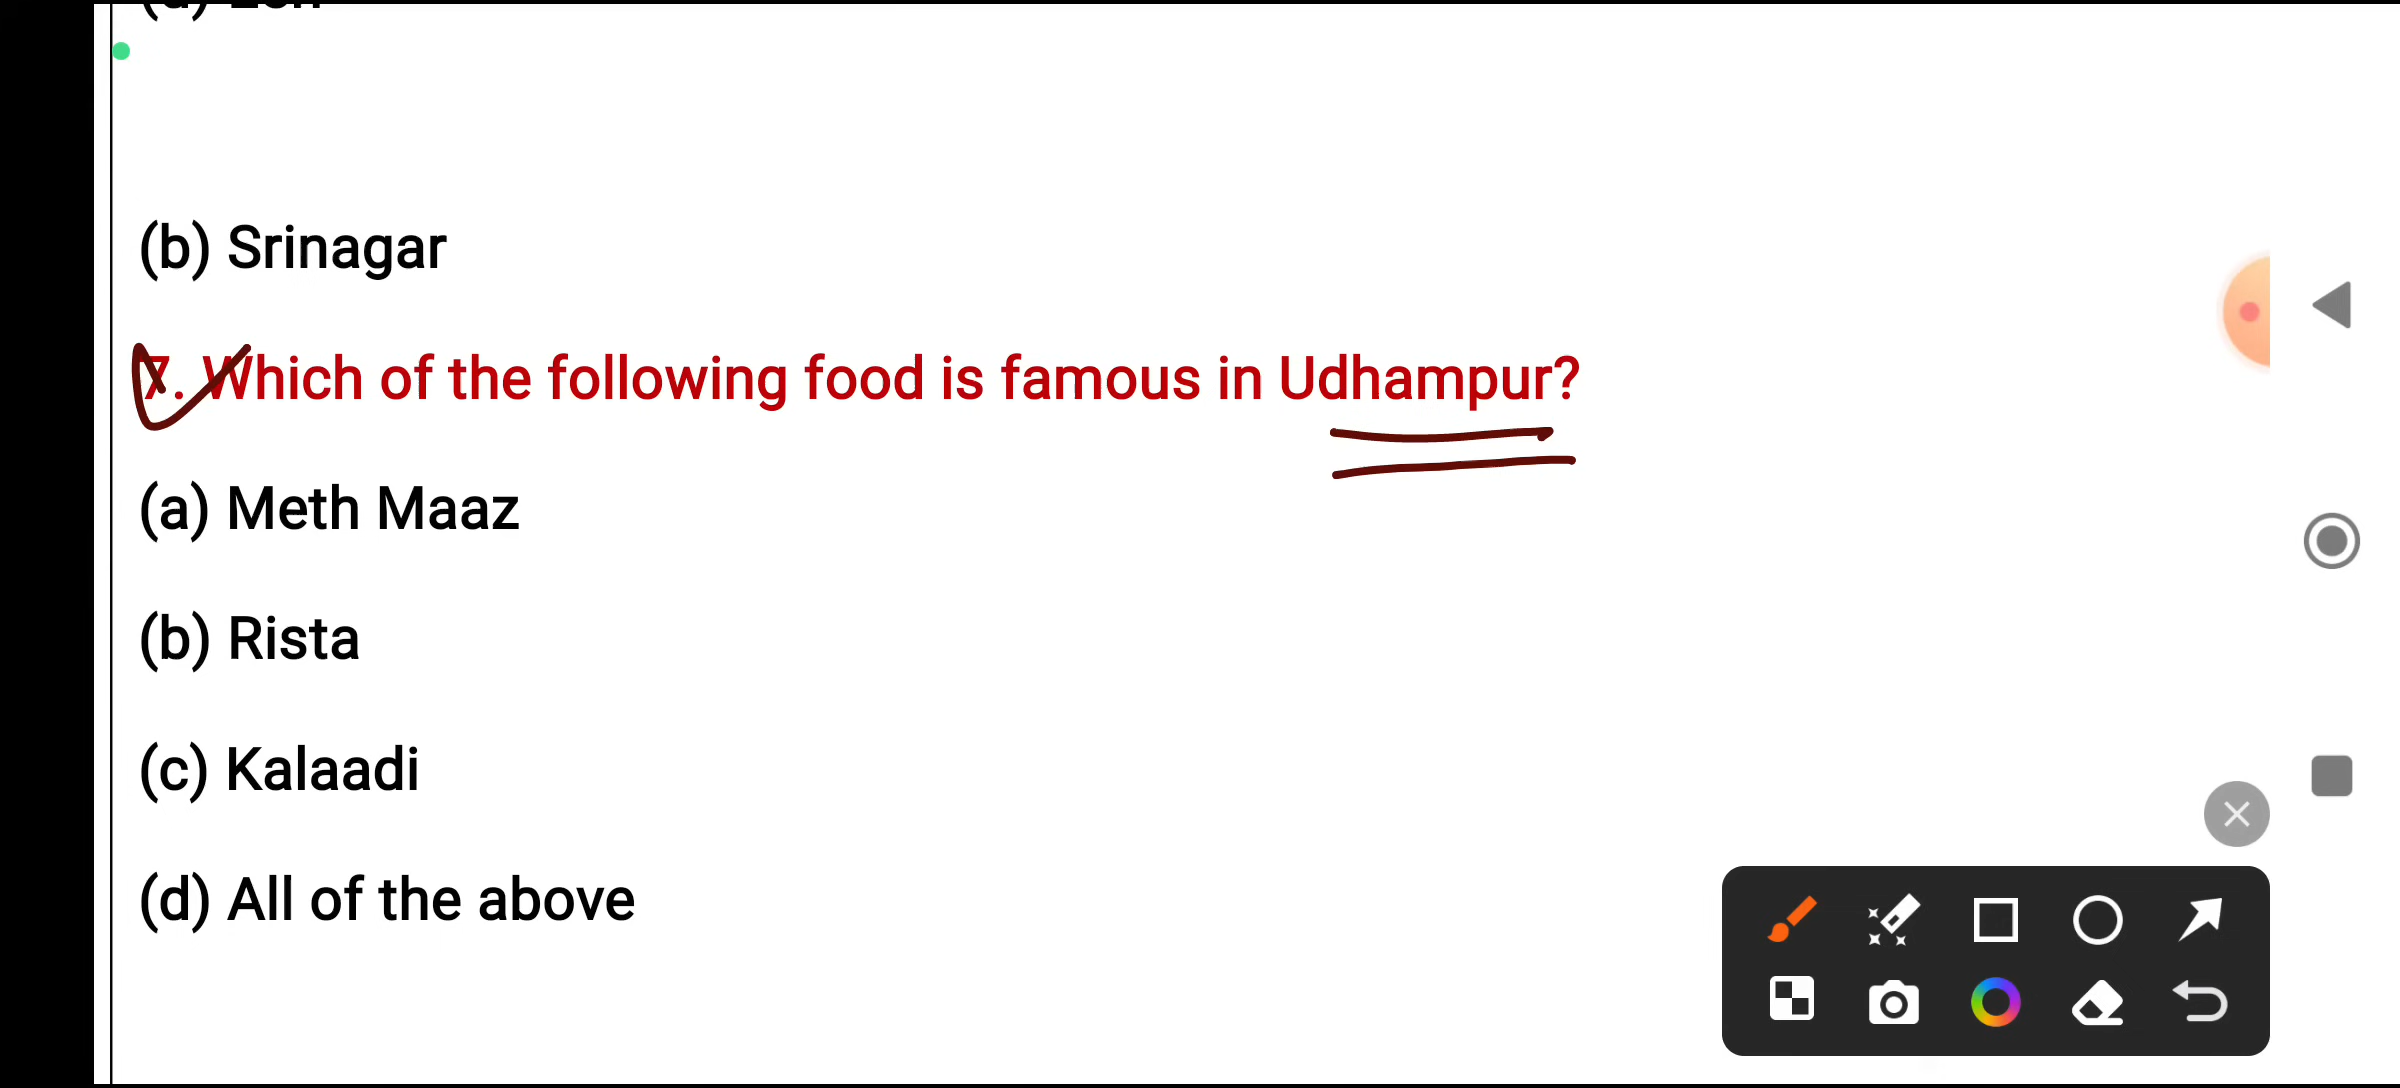 (b) Srinagar
7. Which of the following food is famous in Udhampur?
(a) Meth Maaz
(b) Rista
(c) Kalaadi
(d) All of the above